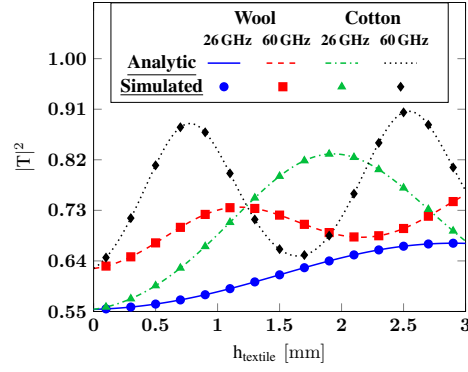 Wool Cotton
26 GHz 60 GHz 26 GHz 60 GHz
Analytic
Simulated
1.00
0.91
0.82
0.73
0.64
0.55
|T|²
0 0.5 1 1.5 2 2.5 3
h_textile [mm]